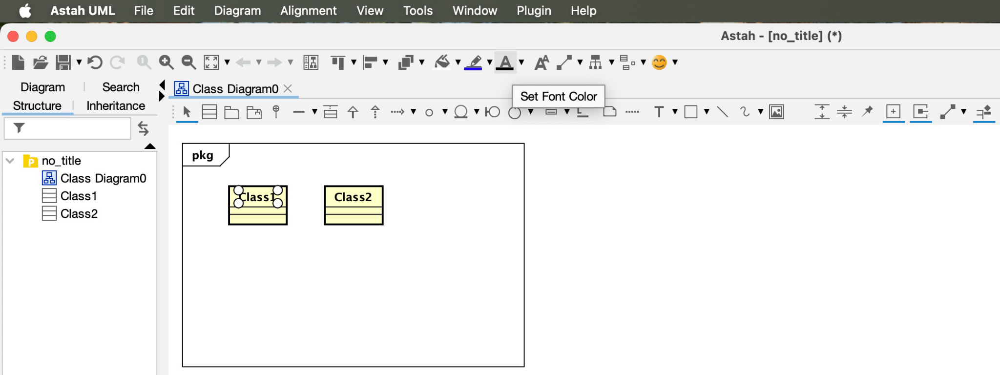 Astah UML File Edit Diagram Alignment View Tools Window Plugin Help
Astah - [no_title] (*)
Diagram Search
Structure Inheritance
Class Diagram0
Set Font Color
no_title
Class Diagram0
Class1
Class2
pkg
Class1
Class2